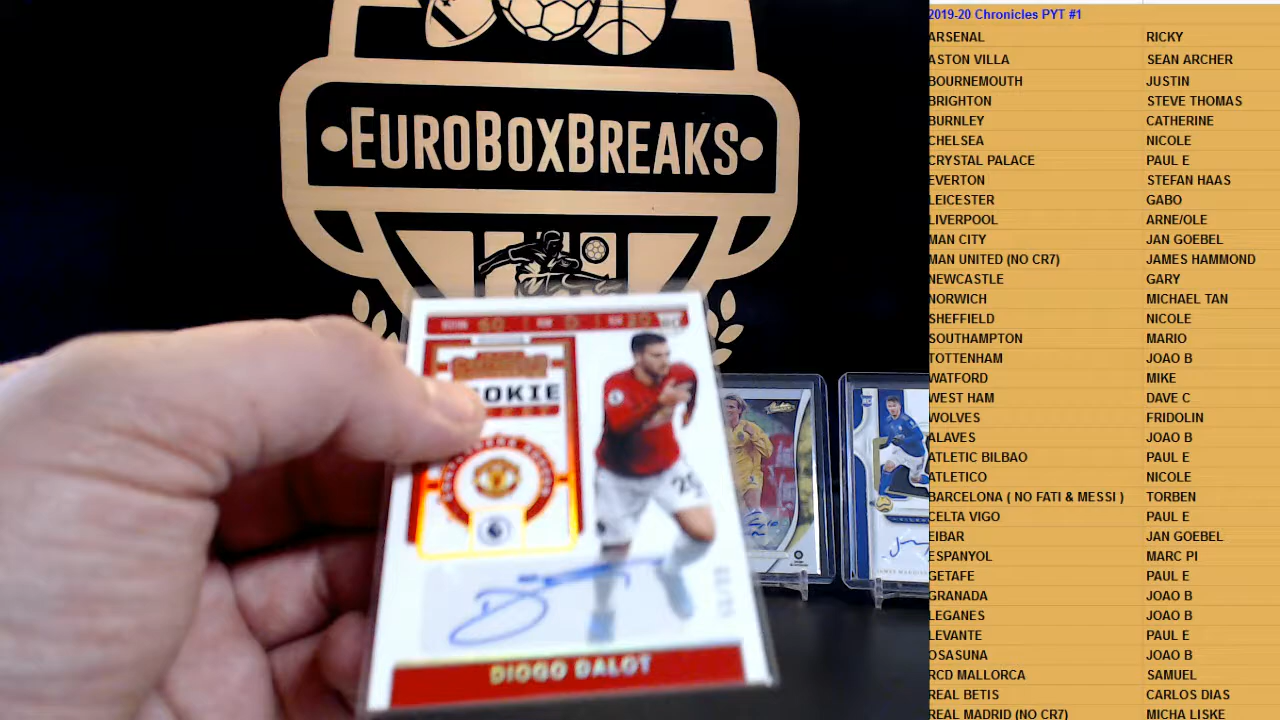 EUROBOXBREAKS
OKIE
DIOGO DALOT
2019-20 Chronicles PYT #1
ARSENAL RICKY
ASTON VILLA SEAN ARCHER
BOURNEMOUTH JUSTIN
BRIGHTON STEVE THOMAS
BURNLEY CATHERINE
CHELSEA NICOLE
CRYSTAL PALACE PAUL E
EVERTON STEFAN HAAS
LEICESTER GABO
LIVERPOOL ARNE/OLE
MAN CITY JAN GOEBEL
MAN UNITED (NO CR7) JAMES HAMMOND
NEWCASTLE GARY
NORWICH MICHAEL TAN
SHEFFIELD NICOLE
SOUTHAMPTON MARIO
TOTTENHAM JOAO B
WATFORD MIKE
WEST HAM DAVE C
WOLVES FRIDOLIN
ALAVES JOAO B
ATLETIC BILBAO PAUL E
ATLETICO NICOLE
BARCELONA ( NO FATI & MESSI ) TORBEN
CELTA VIGO PAUL E
EIBAR JAN GOEBEL
ESPANYOL MARC PI
GETAFE PAUL E
GRANADA JOAO B
LEGANES JOAO B
LEVANTE PAUL E
OSASUNA JOAO B
RCD MALLORCA SAMUEL
REAL BETIS CARLOS DIAS
REAL MADRID (NO CR7) MICHA LISKE